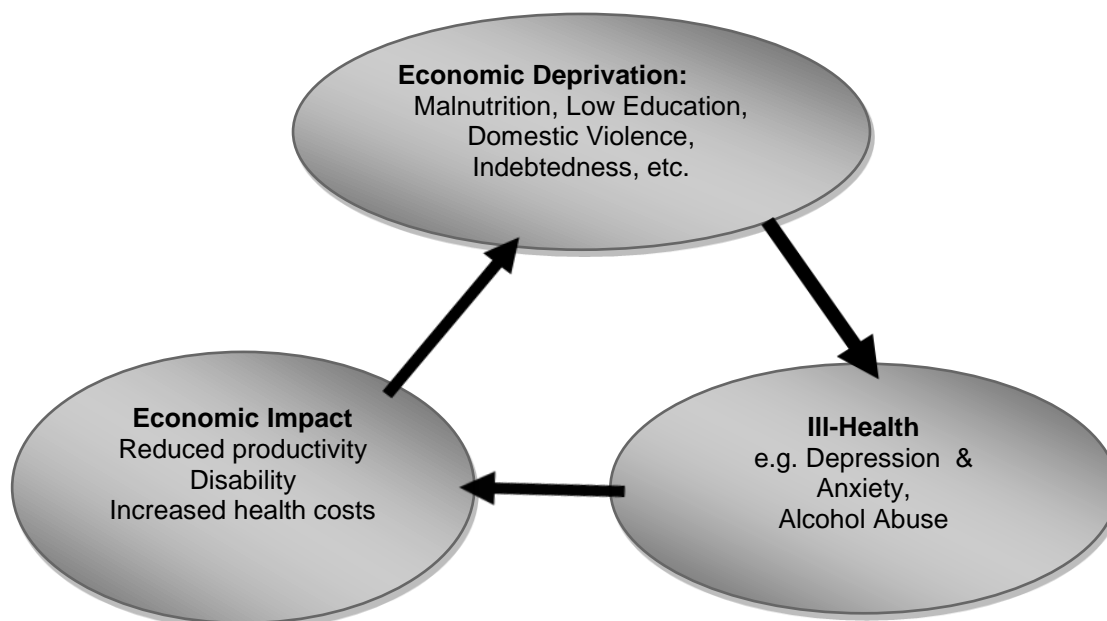 Economic Deprivation:
Malnutrition, Low Education,
Domestic Violence,
Indebtedness, etc.
Economic Impact
Reduced productivity
Disability
Increased health costs
Ill-Health
e.g. Depression &
Anxiety,
Alcohol Abuse